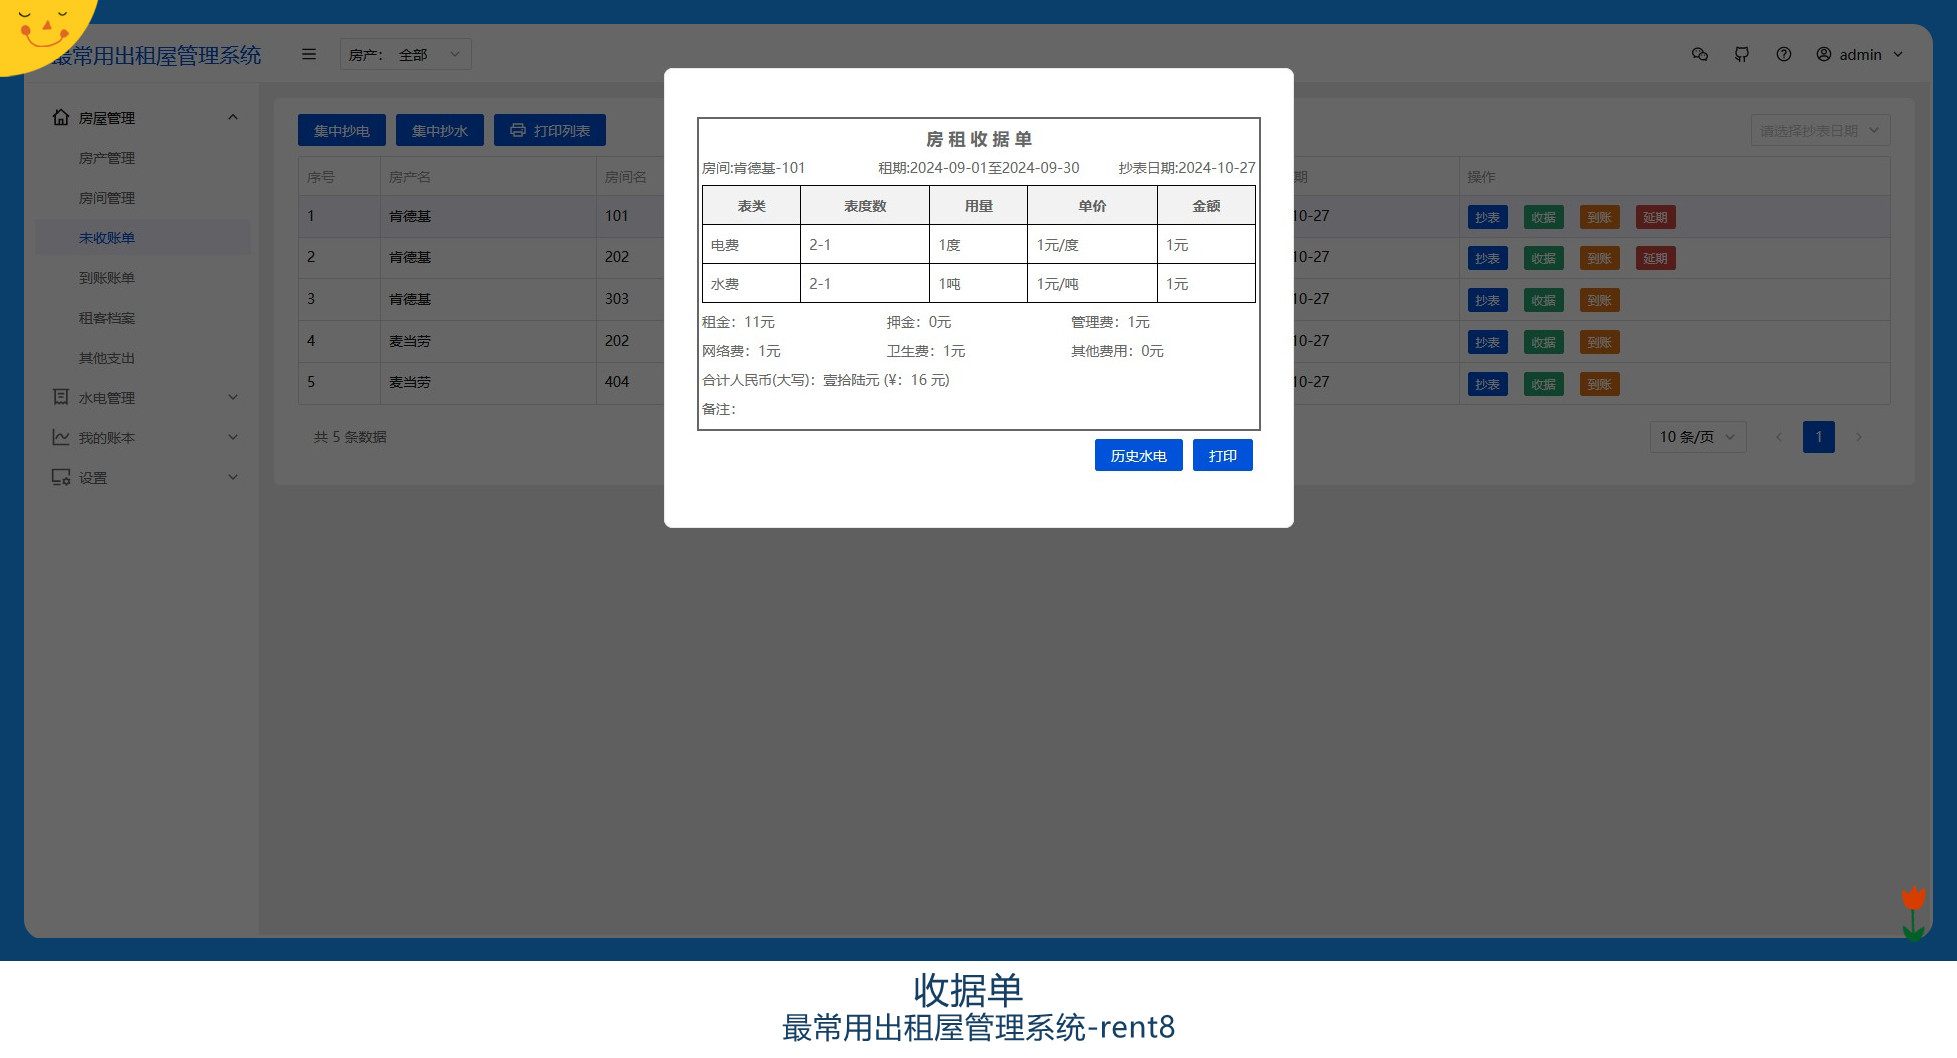 最常用出租屋管理系统
房产： 全部
admin
房屋管理
房产管理
房间管理
未收账单
到账账单
租客档案
其他支出
水电管理
我的账本
设置
集中抄电 集中抄水 打印列表
请选择抄表日期
序号 房产名 房间名 期 操作
1 肯德基 101 10-27 抄表 收据 到账 延期
2 肯德基 202 10-27 抄表 收据 到账 延期
3 肯德基 303 10-27 抄表 收据 到账
4 麦当劳 202 10-27 抄表 收据 到账
5 麦当劳 404 10-27 抄表 收据 到账
共 5 条数据
10 条/页 1
房租收据单
房间:肯德基-101 租期:2024-09-01至2024-09-30 抄表日期:2024-10-27
表类 表度数 用量 单价 金额
电费 2-1 1度 1元/度 1元
水费 2-1 1吨 1元/吨 1元
租金：11元 押金：0元 管理费：1元
网络费：1元 卫生费：1元 其他费用：0元
合计人民币(大写)：壹拾陆元 (¥：16 元)
备注：
历史水电 打印
收据单
最常用出租屋管理系统-rent8